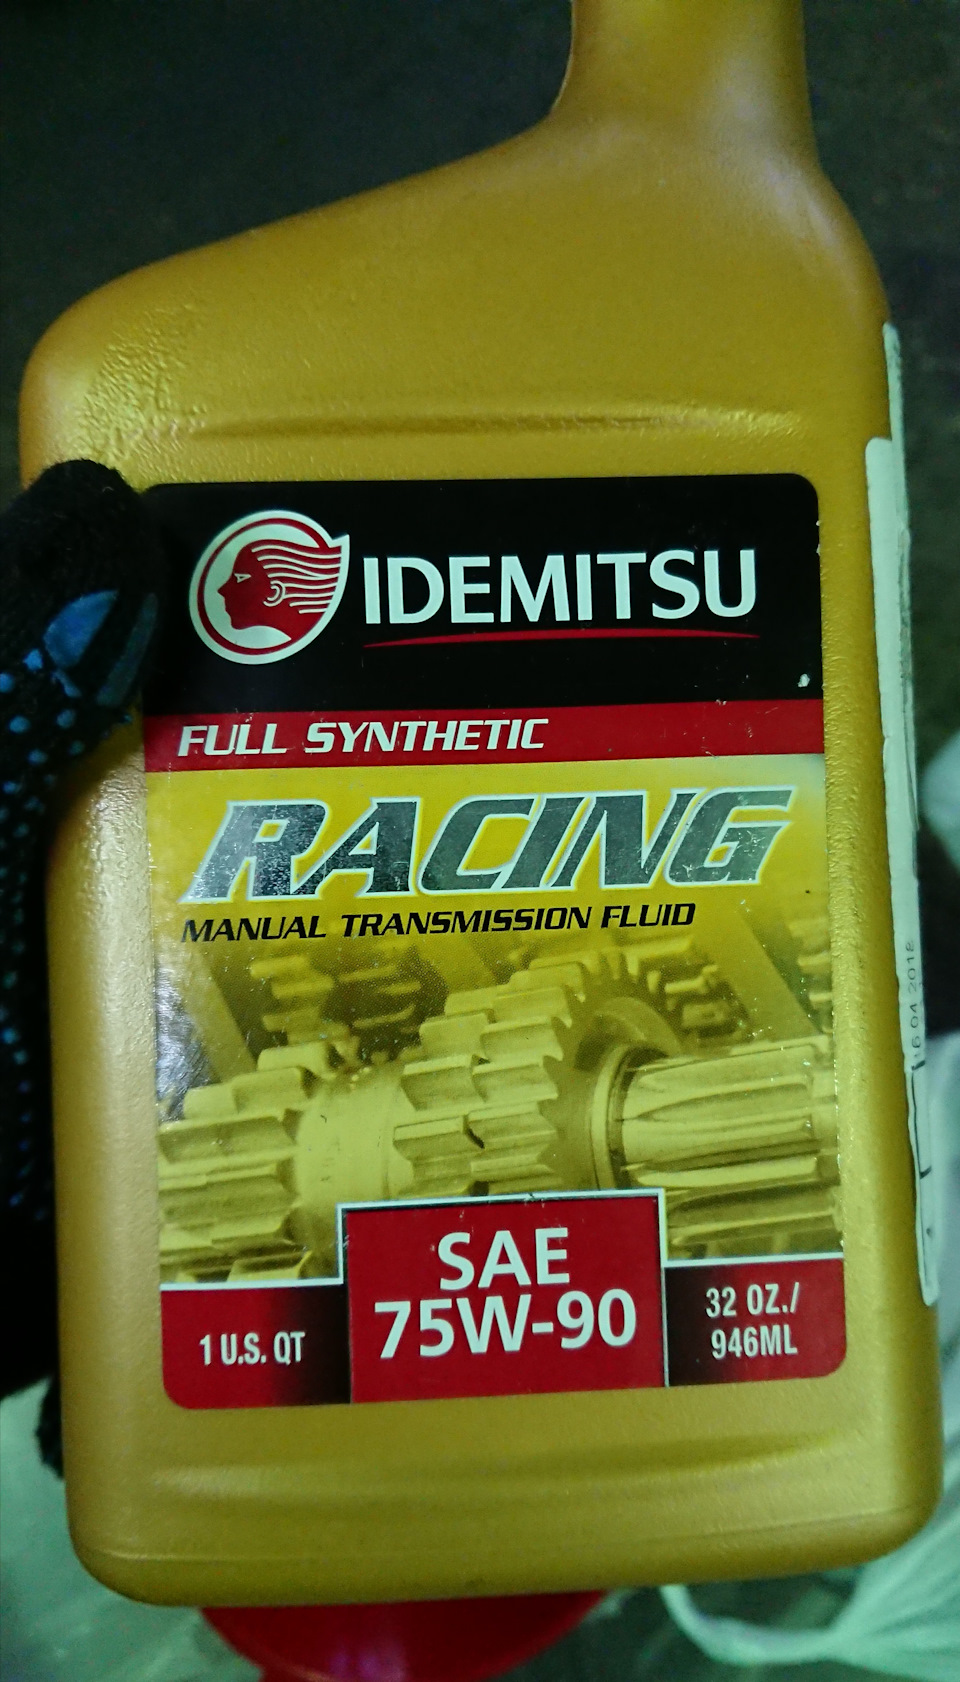 IDEMITSU
FULL SYNTHETIC
RACING
MANUAL TRANSMISSION FLUID
SAE
75W-90
1 U.S. QT
32 OZ./
946ML